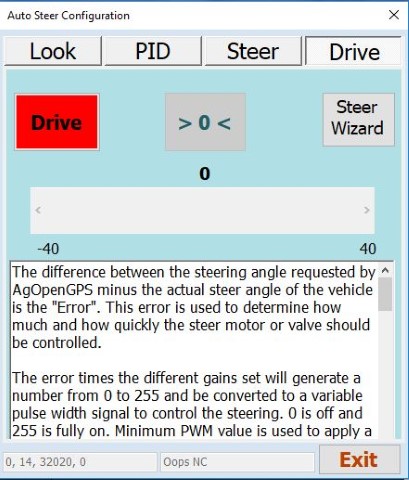 Auto Steer Configuration
Look PID Steer Drive
Drive > 0 < Steer
Wizard
0
-40 40
The difference between the steering angle requested by
AgOpenGPS minus the actual steer angle of the vehicle
is the "Error". This error is used to determine how
much and how quickly the steer motor or valve should
be controlled.
The error times the different gains set will generate a
number from 0 to 255 and be converted to a variable
pulse width signal to control the steering. 0 is off and
255 is fully on. Minimum PWM value is used to apply a
0, 14, 32020, 0 Oops NC Exit